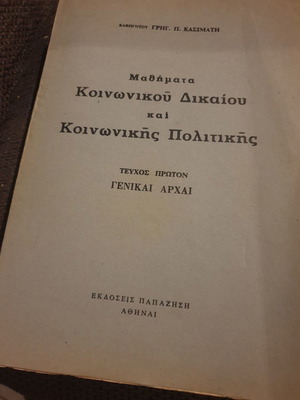 ΚΑΘΗΓΗΤΟΥ ΓΡΗΓ. Π. ΚΑΣΙΜΑΤΗ
Μαθήματα
Κοινωνικοῦ Δικαίου
καὶ
Κοινωνικῆς Πολιτικῆς
ΤΕΥΧΟΣ ΠΡΩΤΟΝ
ΓΕΝΙΚΑΙ ΑΡΧΑΙ
ΕΚΔΟΣΕΙΣ ΠΑΠΑΖΗΣΗ
ΑΘΗΝΑΙ